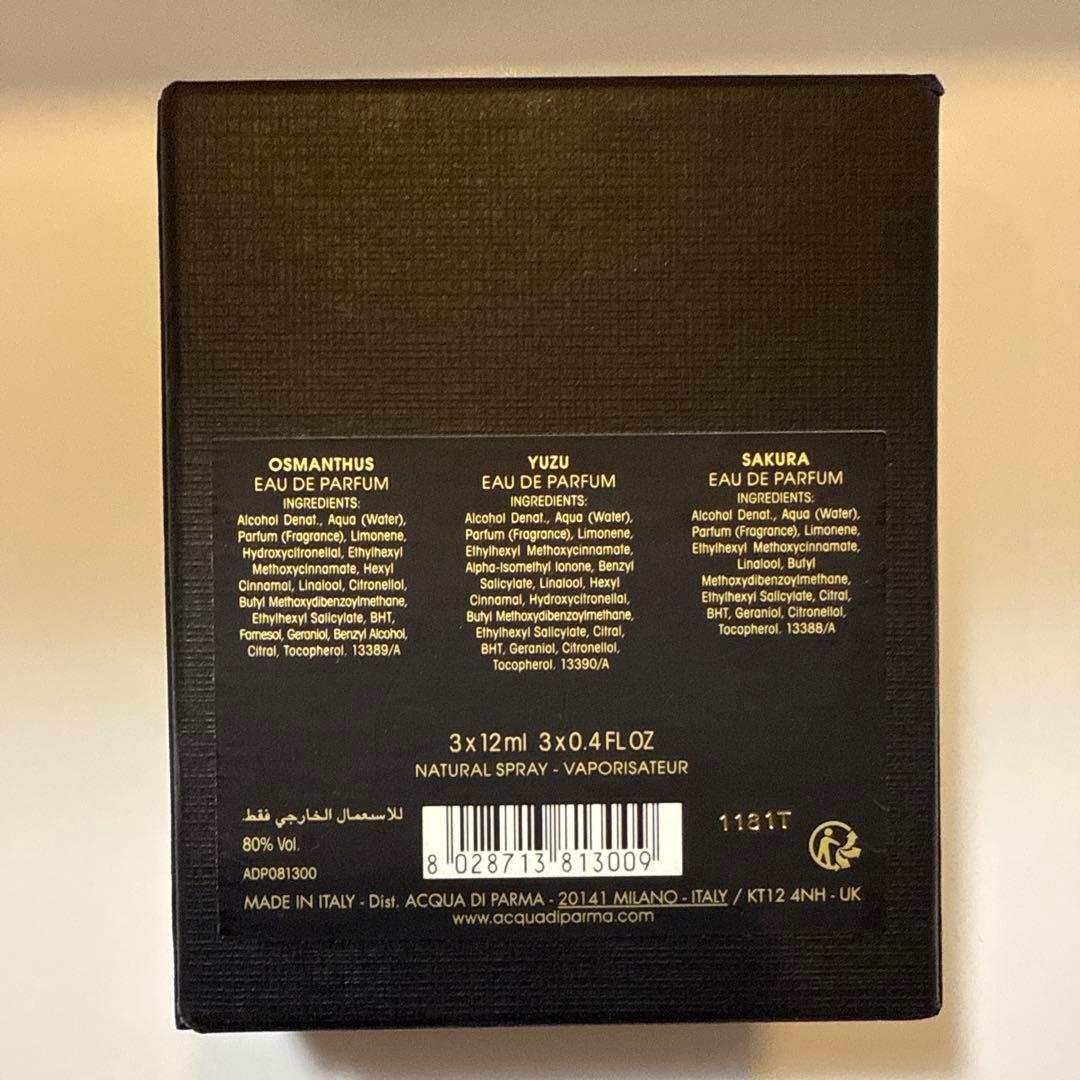 OSMANTHUS
EAU DE PARFUM
INGREDIENTS:
Alcohol Denat., Aqua (Water),
Parfum (Fragrance), Limonene,
Hydroxycitronellal, Ethylhexyl
Methoxycinnamate, Hexyl
Cinnamal, Linalool, Citronellol,
Butyl Methoxydibenzoylmethane,
Ethylhexyl Salicylate, BHT,
Farnesol, Geraniol, Benzyl Alcohol,
Citral, Tocopherol. 13389/A
YUZU
EAU DE PARFUM
INGREDIENTS:
Alcohol Denat., Aqua (Water),
Parfum (Fragrance), Limonene,
Ethylhexyl Methoxycinnamate,
Alpha-Isomethyl Ionone, Benzyl
Salicylate, Linalool, Hexyl
Cinnamal, Hydroxycitronellal,
Butyl Methoxydibenzoylmethane,
Ethylhexyl Salicylate, Citral,
BHT, Geraniol, Citronellol,
Tocopherol. 13390/A
SAKURA
EAU DE PARFUM
INGREDIENTS:
Alcohol Denat., Aqua (Water),
Parfum (Fragrance), Limonene,
Ethylhexyl Methoxycinnamate,
Linalool, Butyl
Methoxydibenzoylmethane,
Ethylhexyl Salicylate, Citral,
BHT, Geraniol, Citronellol,
Tocopherol. 13388/A
3x12ml 3x0.4FL OZ
NATURAL SPRAY - VAPORISATEUR
للاستعمال الخارجي فقط.
80% Vol.
ADP081300
8 028713 813009
1181T
MADE IN ITALY - Dist. ACQUA DI PARMA - 20141 MILANO - ITALY / KT12 4NH - UK
www.acquadiparma.com